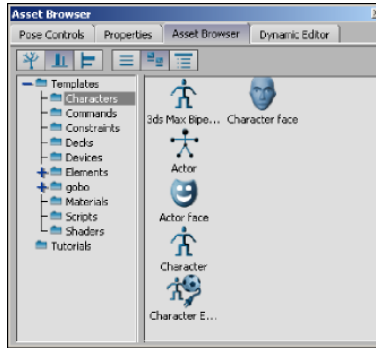 Asset Browser
Pose Controls Properties Asset Browser Dynamic Editor
Templates
Characters
Commands
Constraints
Decks
Devices
Elements
gobo
Materials
Scripts
Shaders
Tutorials
3ds Max Bipe... Character face
Actor
Actor face
Character
Character E...